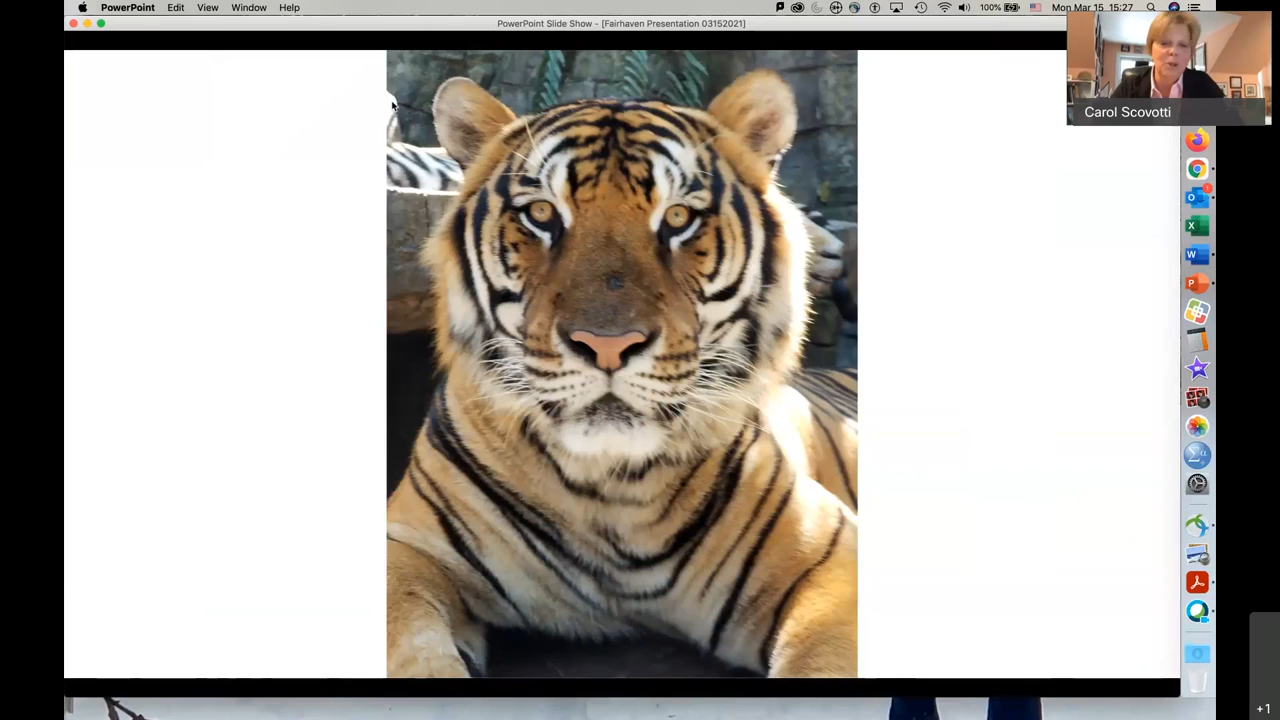 PowerPoint Edit View Window Help 100% Mon Mar 15, 15:27
PowerPoint Slide Show - [Fairhaven Presentation 03152021]
Carol Scovotti
+1